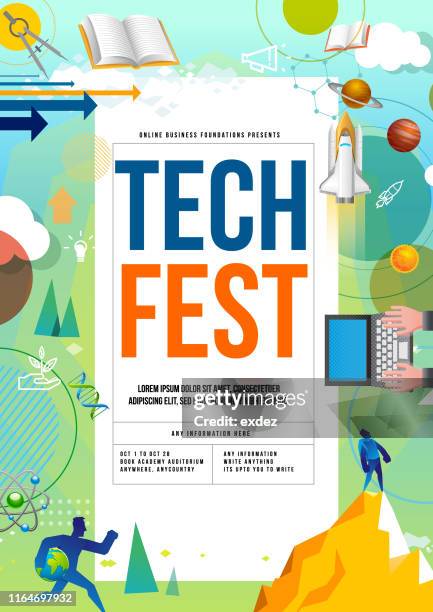 ONLINE BUSINESS FOUNDATIONS PRESENTS
TECH
FEST
LOREM IPSUM DOLOR SIT AMET, CONSECTETUER
ADIPISCING ELIT, SED
ANY INFORMATION HERE
OCT 1 TO OCT 28
BOOK ACADEMY AUDITORIUM
ANYWHERE, ANYCOUNTRY
ANY INFORMATION
WRITE ANYTHING
ITS UPTO YOU TO WRITE
gettyimages
Credit: exdez
1164697932